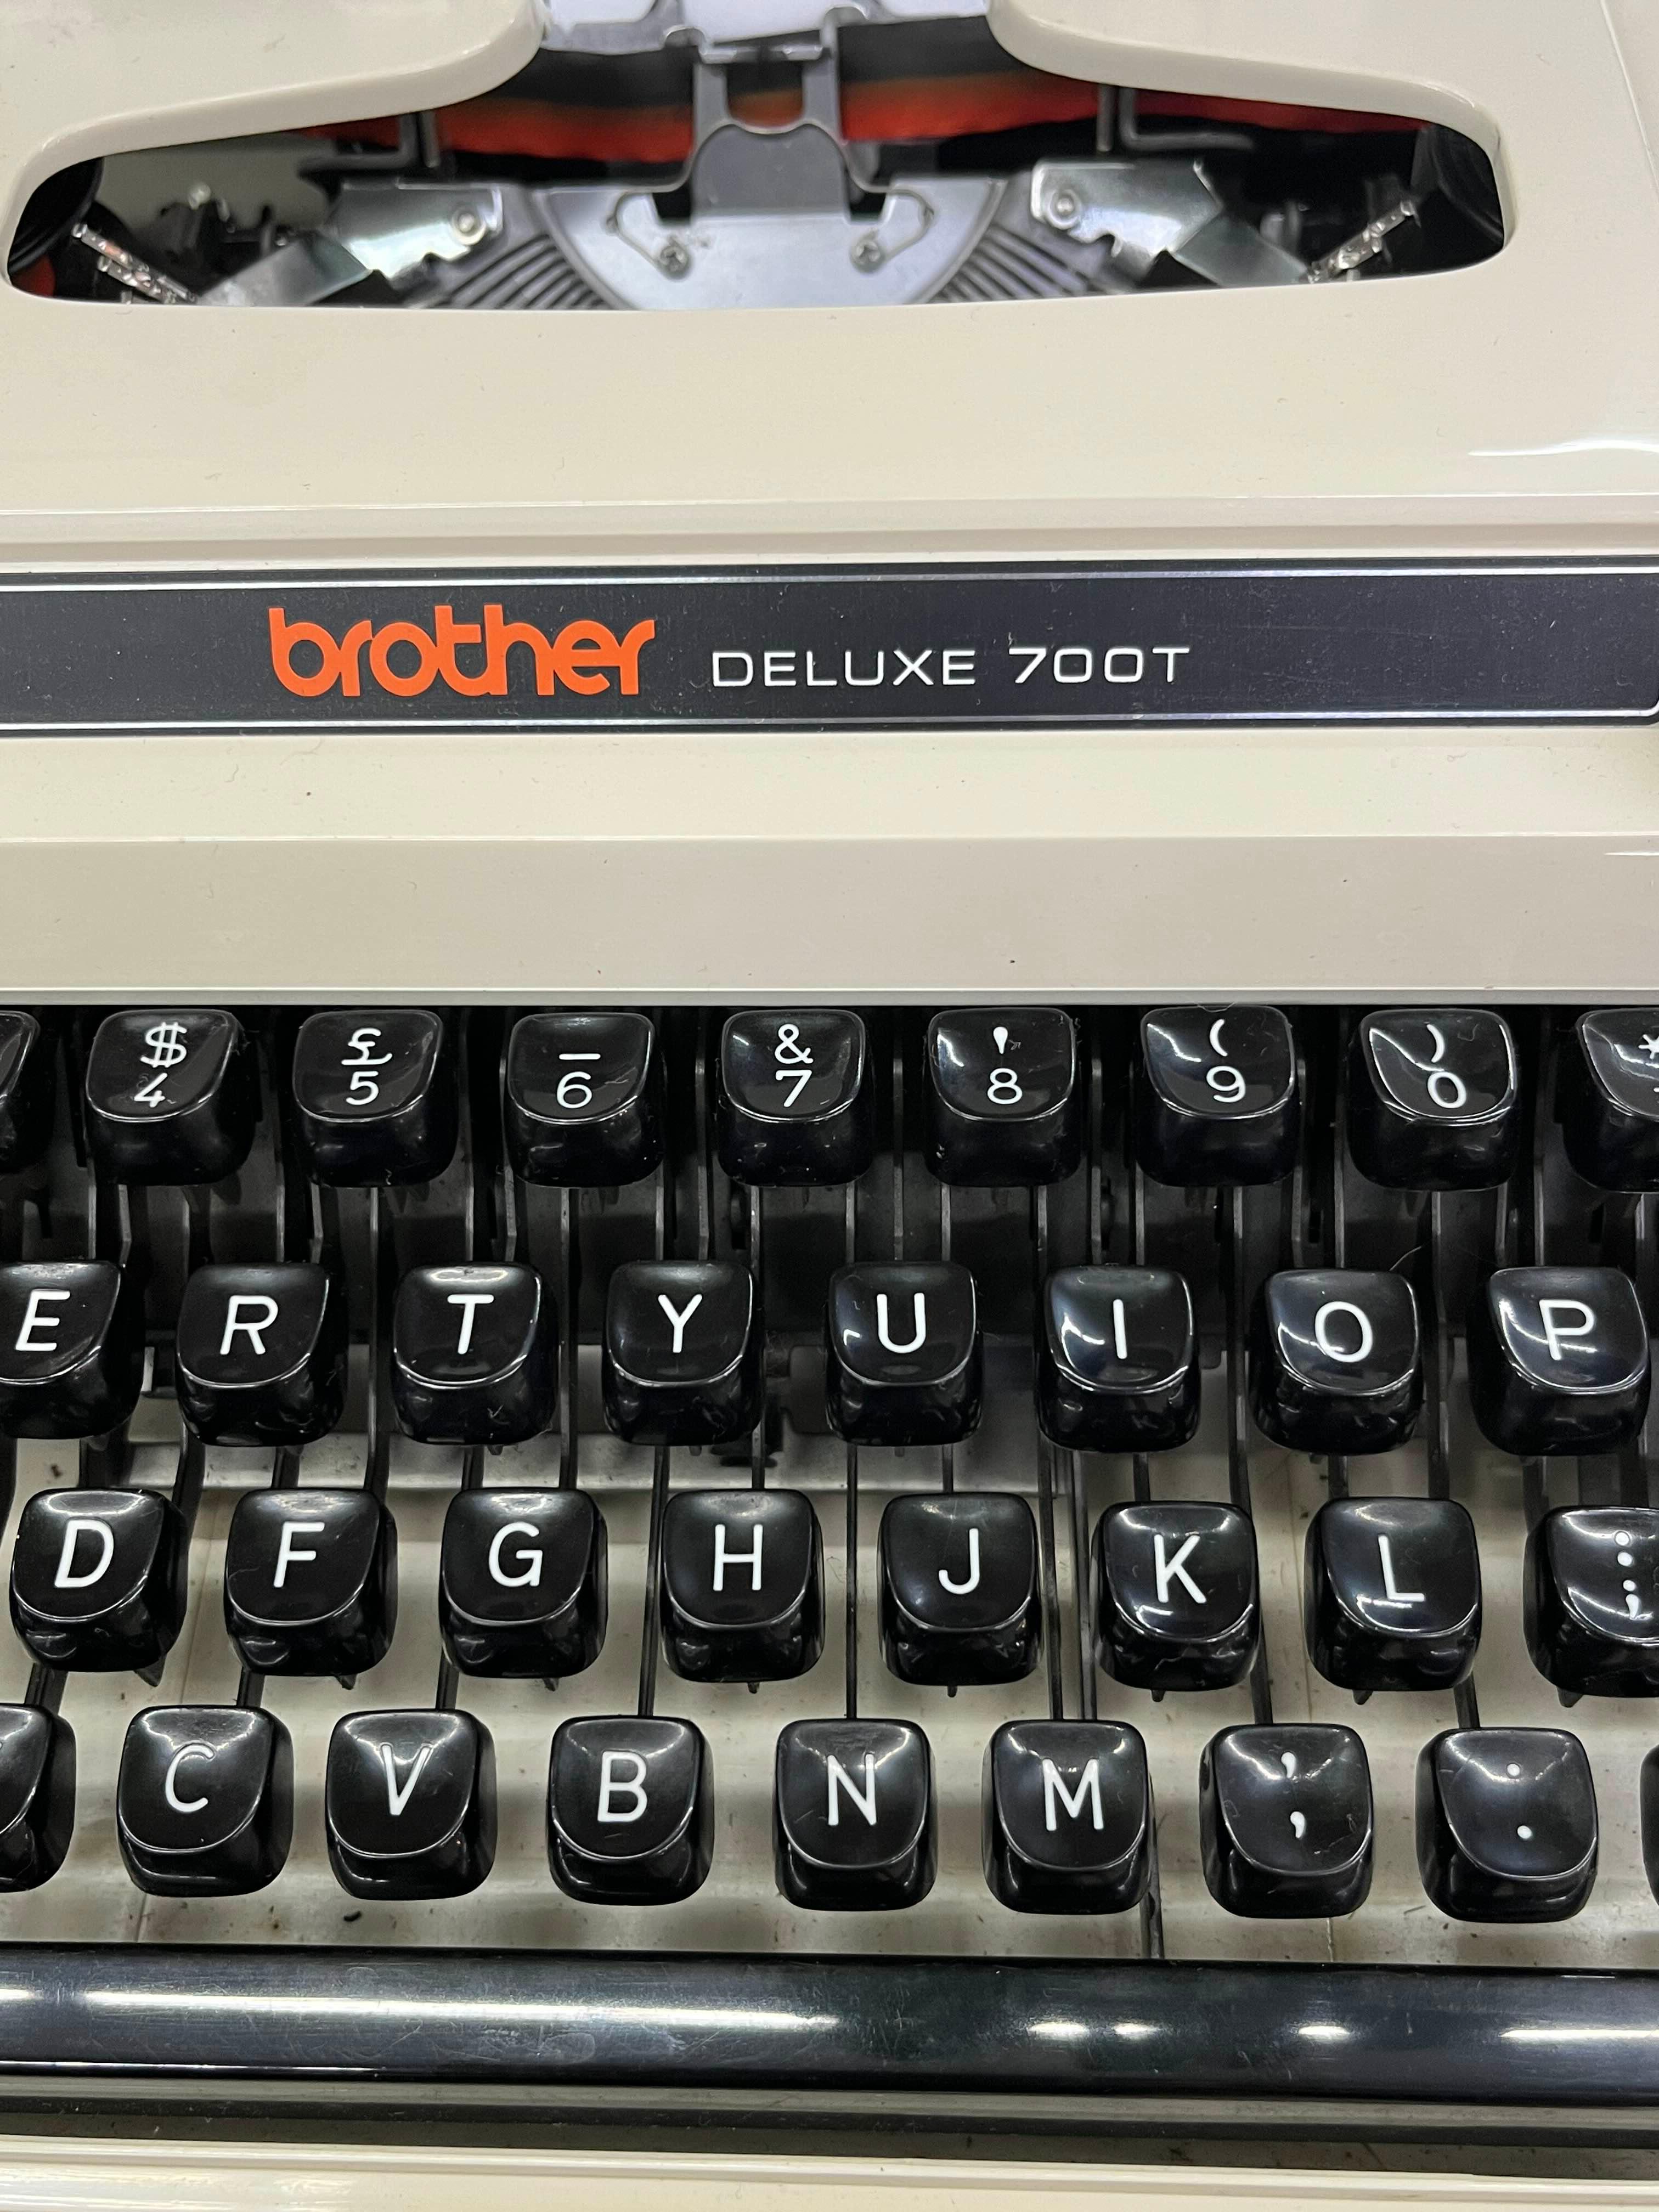 brother DELUXE 700T
$ £ _ & ' ( ) *
4 5 6 7 8 9 0
E R T Y U I O P
D F G H J K L :
;
C V B N M , .
, .